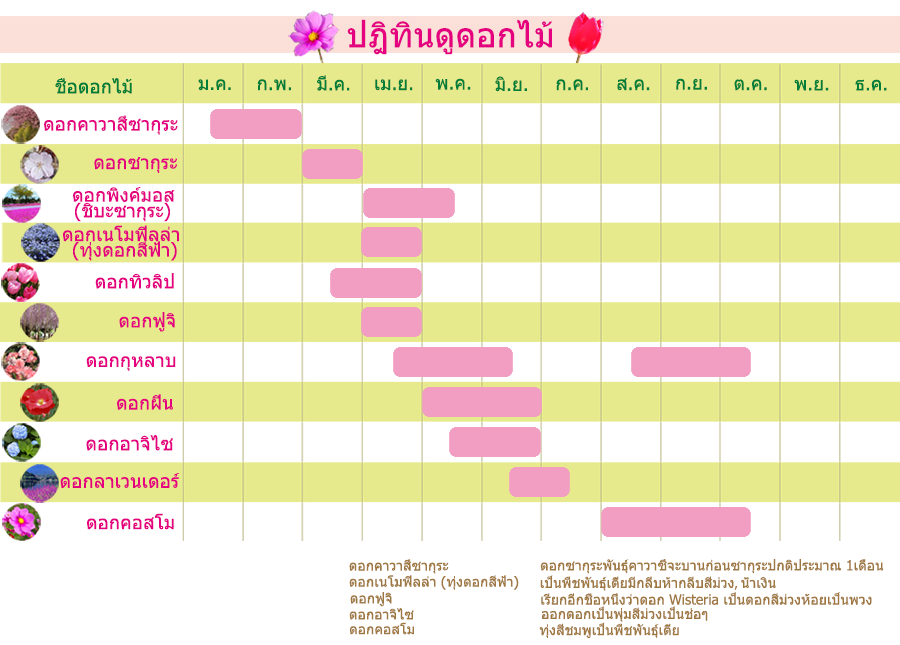 ปฎิทินดูดอกไม้
ชื่อดอกไม้ ม.ค. ก.พ. มี.ค. เม.ย. พ.ค. มิ.ย. ก.ค. ส.ค. ก.ย. ต.ค. พ.ย. ธ.ค.
ดอกคาวาสึซากุระ
ดอกซากุระ
ดอกพิงค์มอส
(ชิบะซากุระ)
ดอกเนโมฟีลล่า
(ทุ่งดอกสีฟ้า)
ดอกทิวลิป
ดอกฟูจิ
ดอกกุหลาบ
ดอกฝิ่น
ดอกอาจิไซ
ดอกลาเวนเดอร์
ดอกคอสโม
ดอกคาวาสึซากุระ ดอกซากุระพันธุ์คาวาซึจะบานก่อนซากุระปกติประมาณ 1เดือน
ดอกเนโมฟีลล่า (ทุ่งดอกสีฟ้า) เป็นพืชพันธุ์เตี้ยมีกลีบห้ากลีบสีม่วง, น้ำเงิน
ดอกฟูจิ เรียกอีกชื่อหนึ่งว่าดอก Wisteria เป็นดอกสีม่วงห้อยเป็นพวง
ดอกอาจิไซ ออกดอกเป็นพุ่มสีม่วงเป็นช่อๆ
ดอกคอสโม ทุ่งสีชมพูเป็นพืชพันธุ์เตี้ย